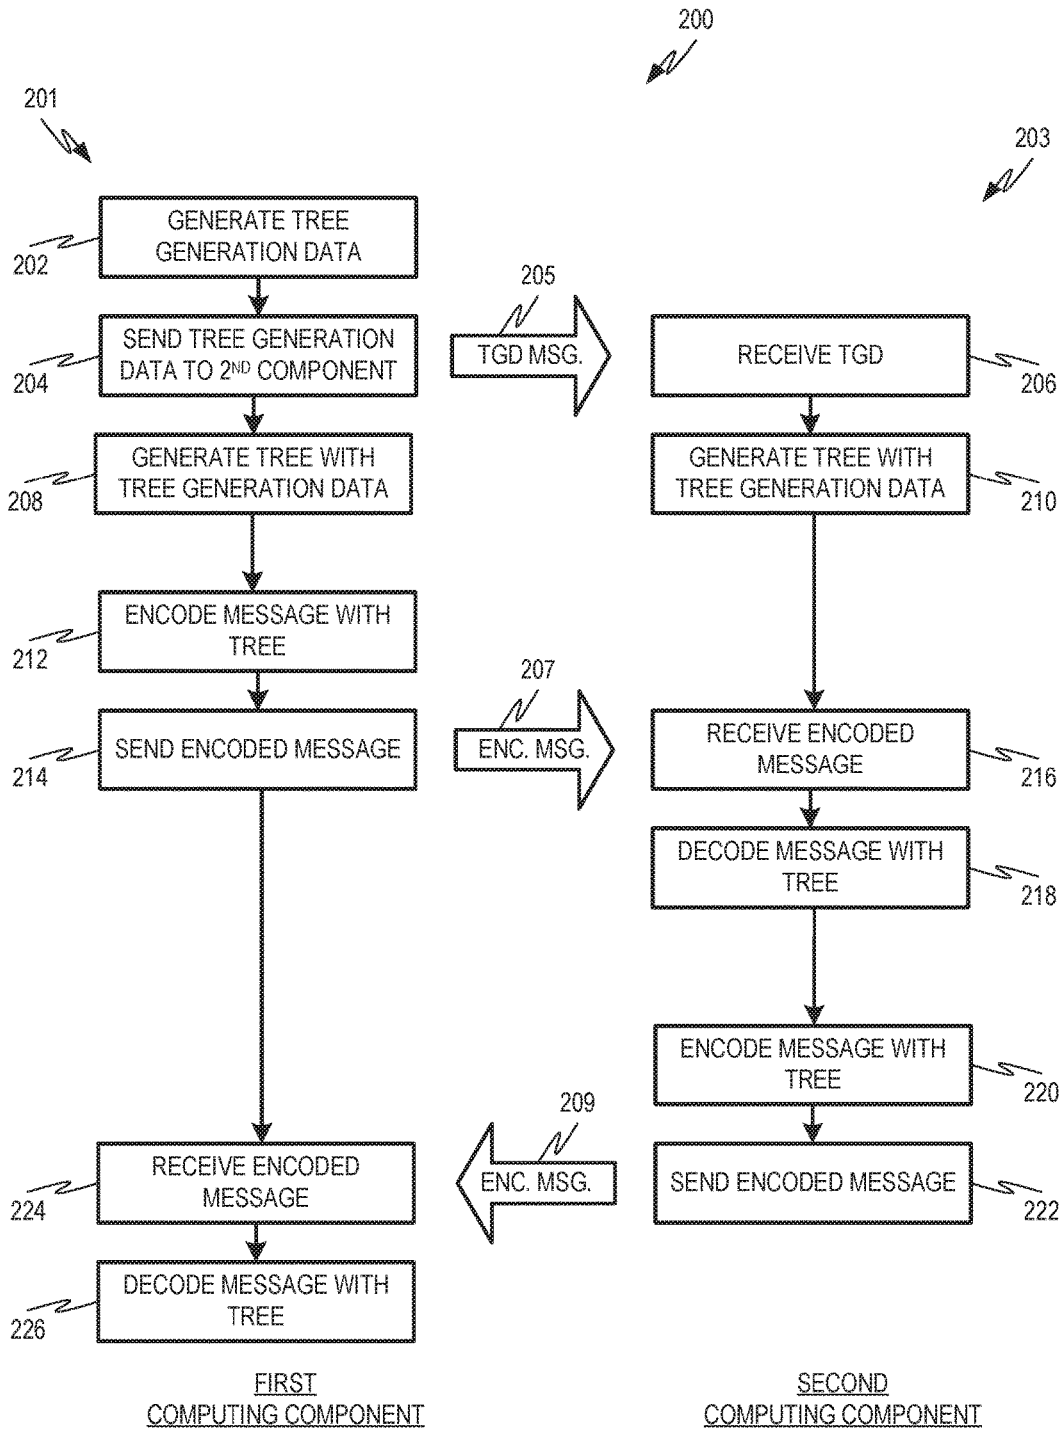 200
201
203
GENERATE TREE
GENERATION DATA
202
205
SEND TREE GENERATION
DATA TO 2ND COMPONENT
204
TGD MSG.
RECEIVE TGD
206
GENERATE TREE WITH
TREE GENERATION DATA
208
GENERATE TREE WITH
TREE GENERATION DATA
210
ENCODE MESSAGE WITH
TREE
212
207
SEND ENCODED MESSAGE
214
ENC. MSG.
RECEIVE ENCODED
MESSAGE
216
DECODE MESSAGE WITH
TREE
218
ENCODE MESSAGE WITH
TREE
220
209
RECEIVE ENCODED
MESSAGE
224
ENC. MSG.
SEND ENCODED MESSAGE
222
DECODE MESSAGE WITH
TREE
226
FIRST
COMPUTING COMPONENT
SECOND
COMPUTING COMPONENT